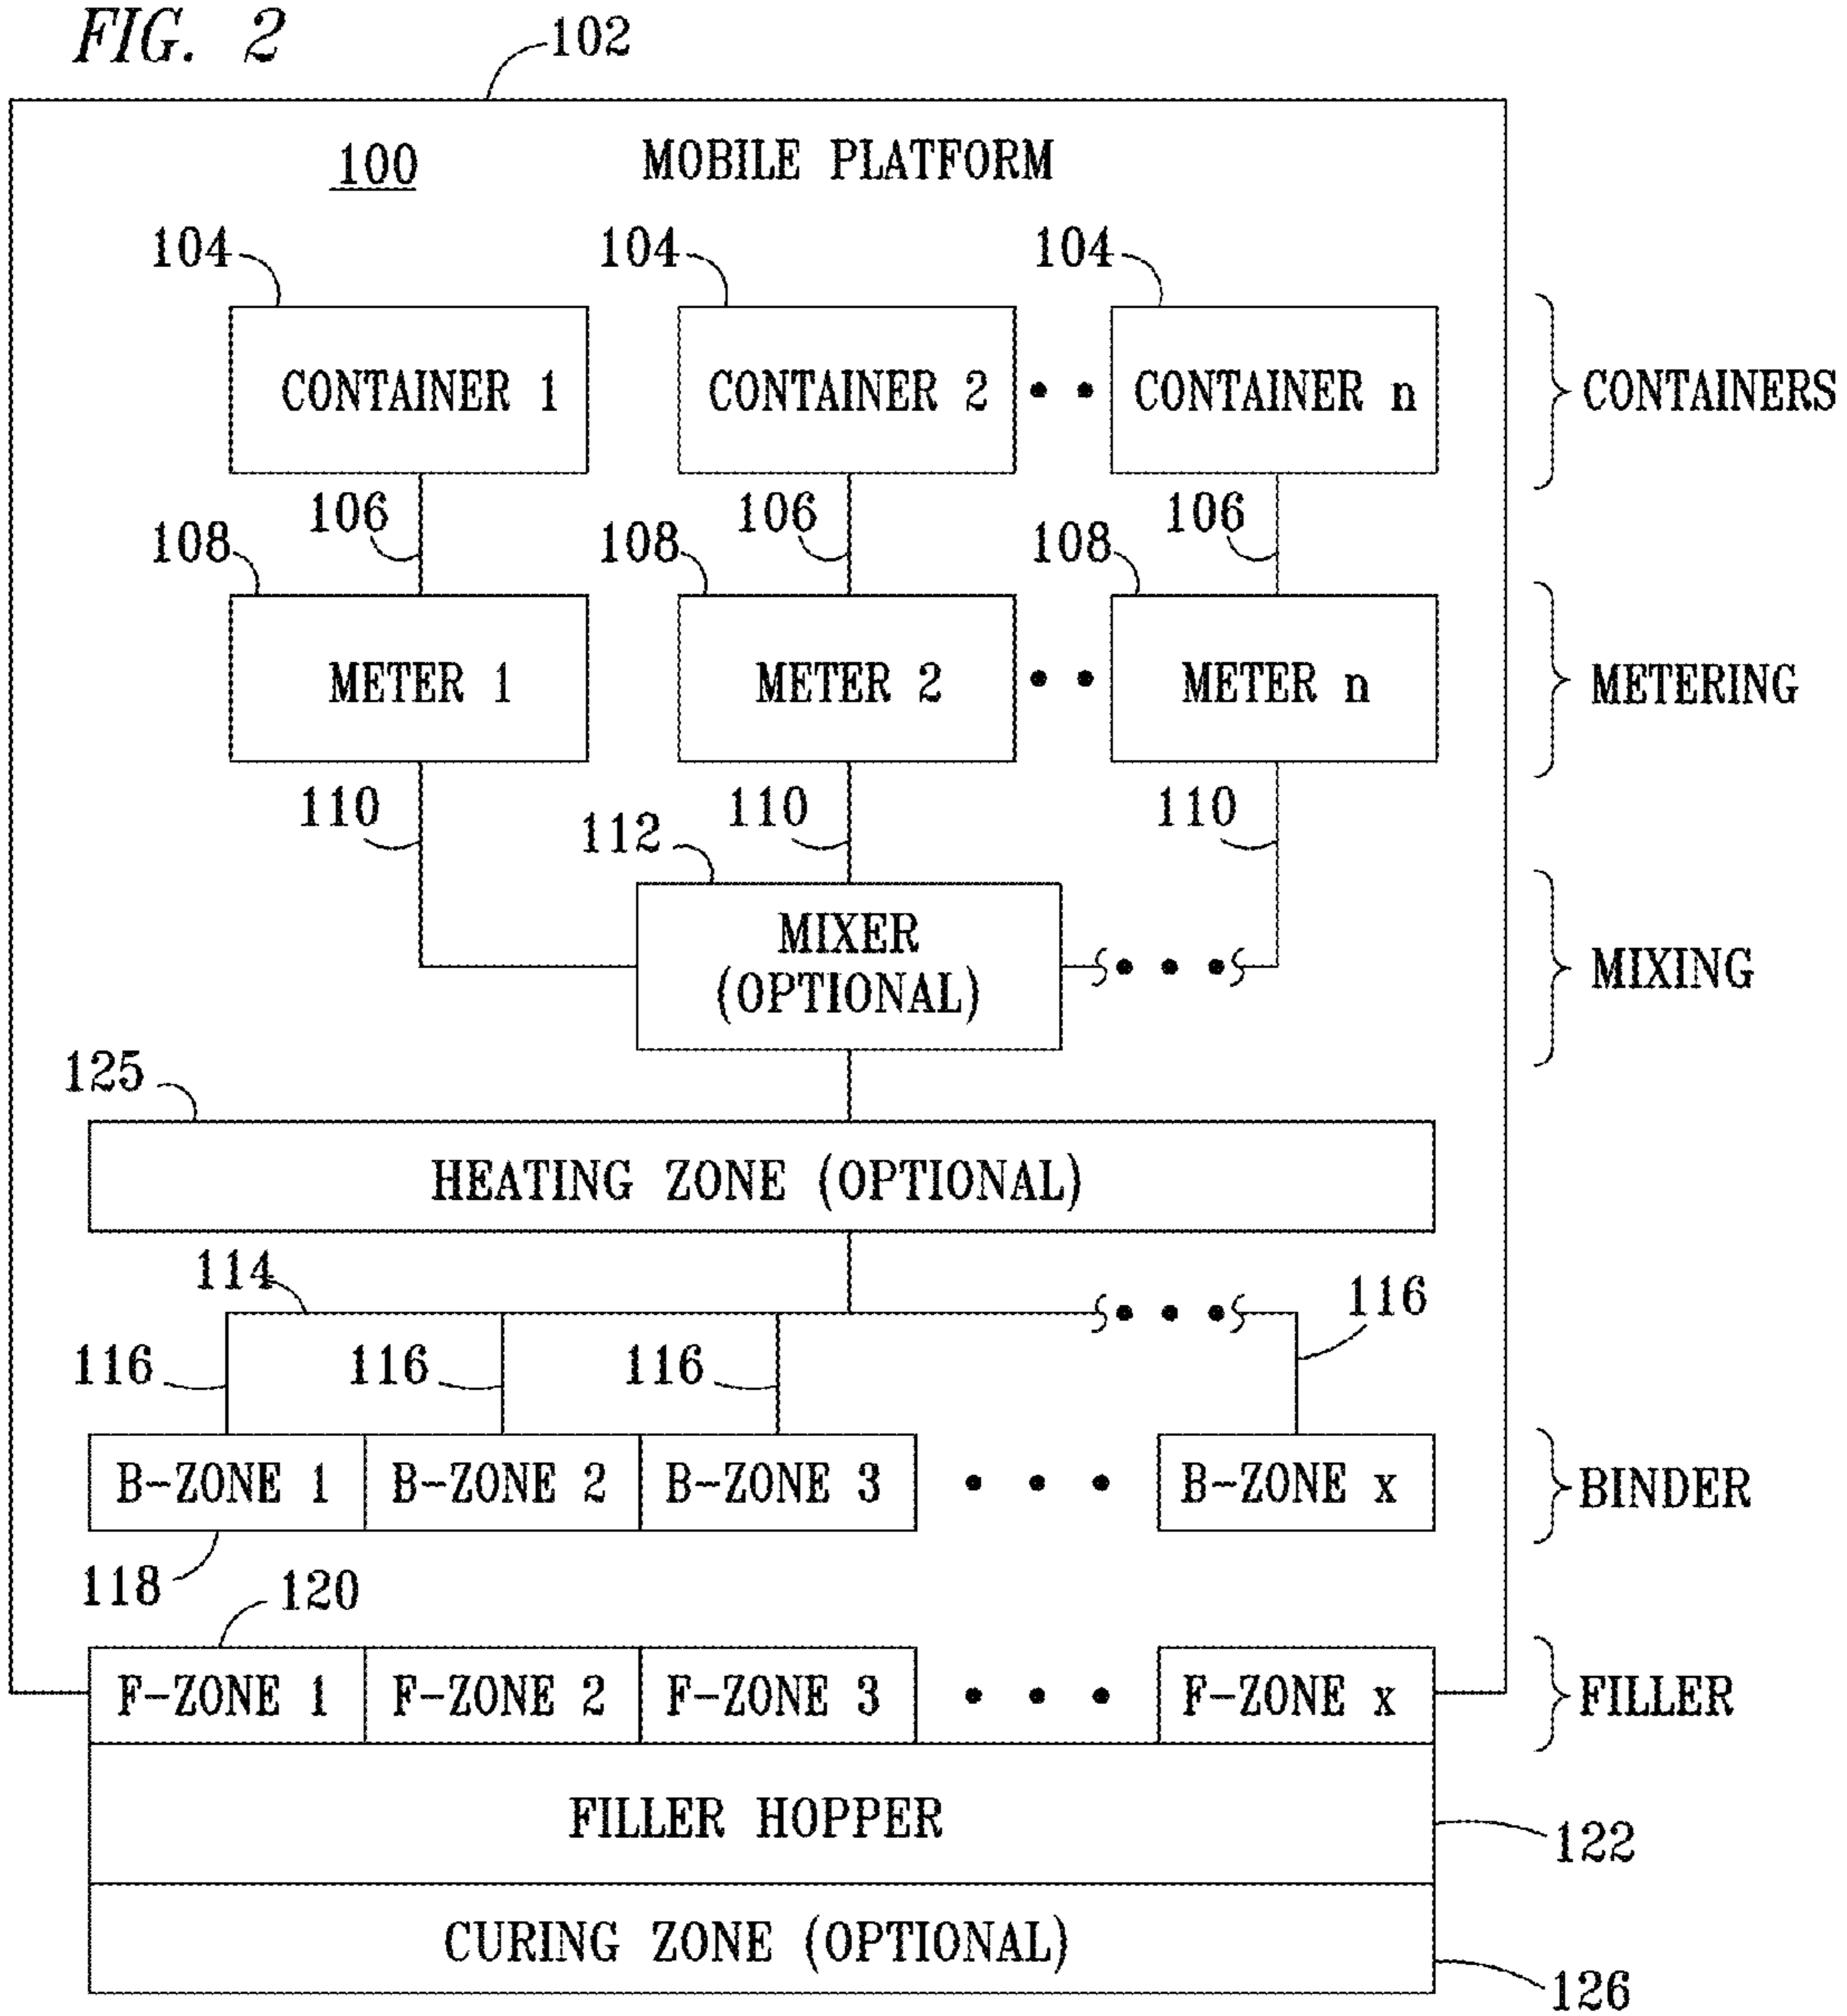 FIG. 2
102
100
MOBILE PLATFORM
104
104
104
CONTAINER 1
CONTAINER 2
CONTAINER n
CONTAINERS
106
106
106
108
108
108
METER 1
METER 2
METER n
METERING
110
110
110
112
MIXER
(OPTIONAL)
MIXING
125
HEATING ZONE (OPTIONAL)
114
116
116
116
116
B-ZONE 1
B-ZONE 2
B-ZONE 3
B-ZONE x
BINDER
118
120
F-ZONE 1
F-ZONE 2
F-ZONE 3
F-ZONE x
FILLER
FILLER HOPPER
122
CURING ZONE (OPTIONAL)
126